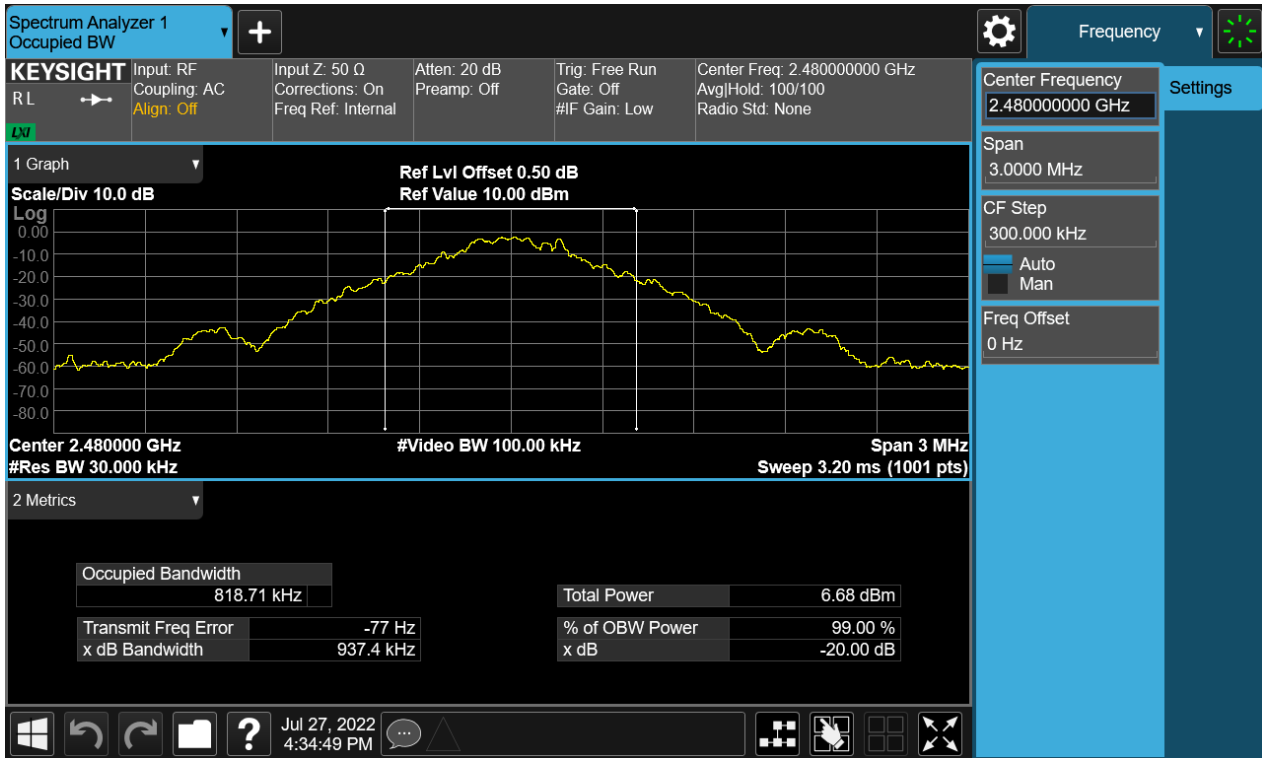 Spectrum Analyzer 1
Occupied BW
+
Frequency
KEYSIGHT
R L
LXI
Input: RF
Coupling: AC
Align: Off
Input Z: 50 Ω
Corrections: On
Freq Ref: Internal
Atten: 20 dB
Preamp: Off
Trig: Free Run
Gate: Off
#IF Gain: Low
Center Freq: 2.480000000 GHz
Avg|Hold: 100/100
Radio Std: None
Center Frequency
2.480000000 GHz
Settings
Span
3.0000 MHz
CF Step
300.000 kHz
Auto
Man
Freq Offset
0 Hz
1 Graph
Scale/Div 10.0 dB
Ref Lvl Offset 0.50 dB
Ref Value 10.00 dBm
Log
0.00
-10.0
-20.0
-30.0
-40.0
-50.0
-60.0
-70.0
-80.0
Center 2.480000 GHz
#Video BW 100.00 kHz
Span 3 MHz
#Res BW 30.000 kHz
Sweep 3.20 ms (1001 pts)
2 Metrics
Occupied Bandwidth
818.71 kHz
Total Power 6.68 dBm
Transmit Freq Error -77 Hz
% of OBW Power 99.00 %
x dB Bandwidth 937.4 kHz
x dB -20.00 dB
?
Jul 27, 2022
4:34:49 PM